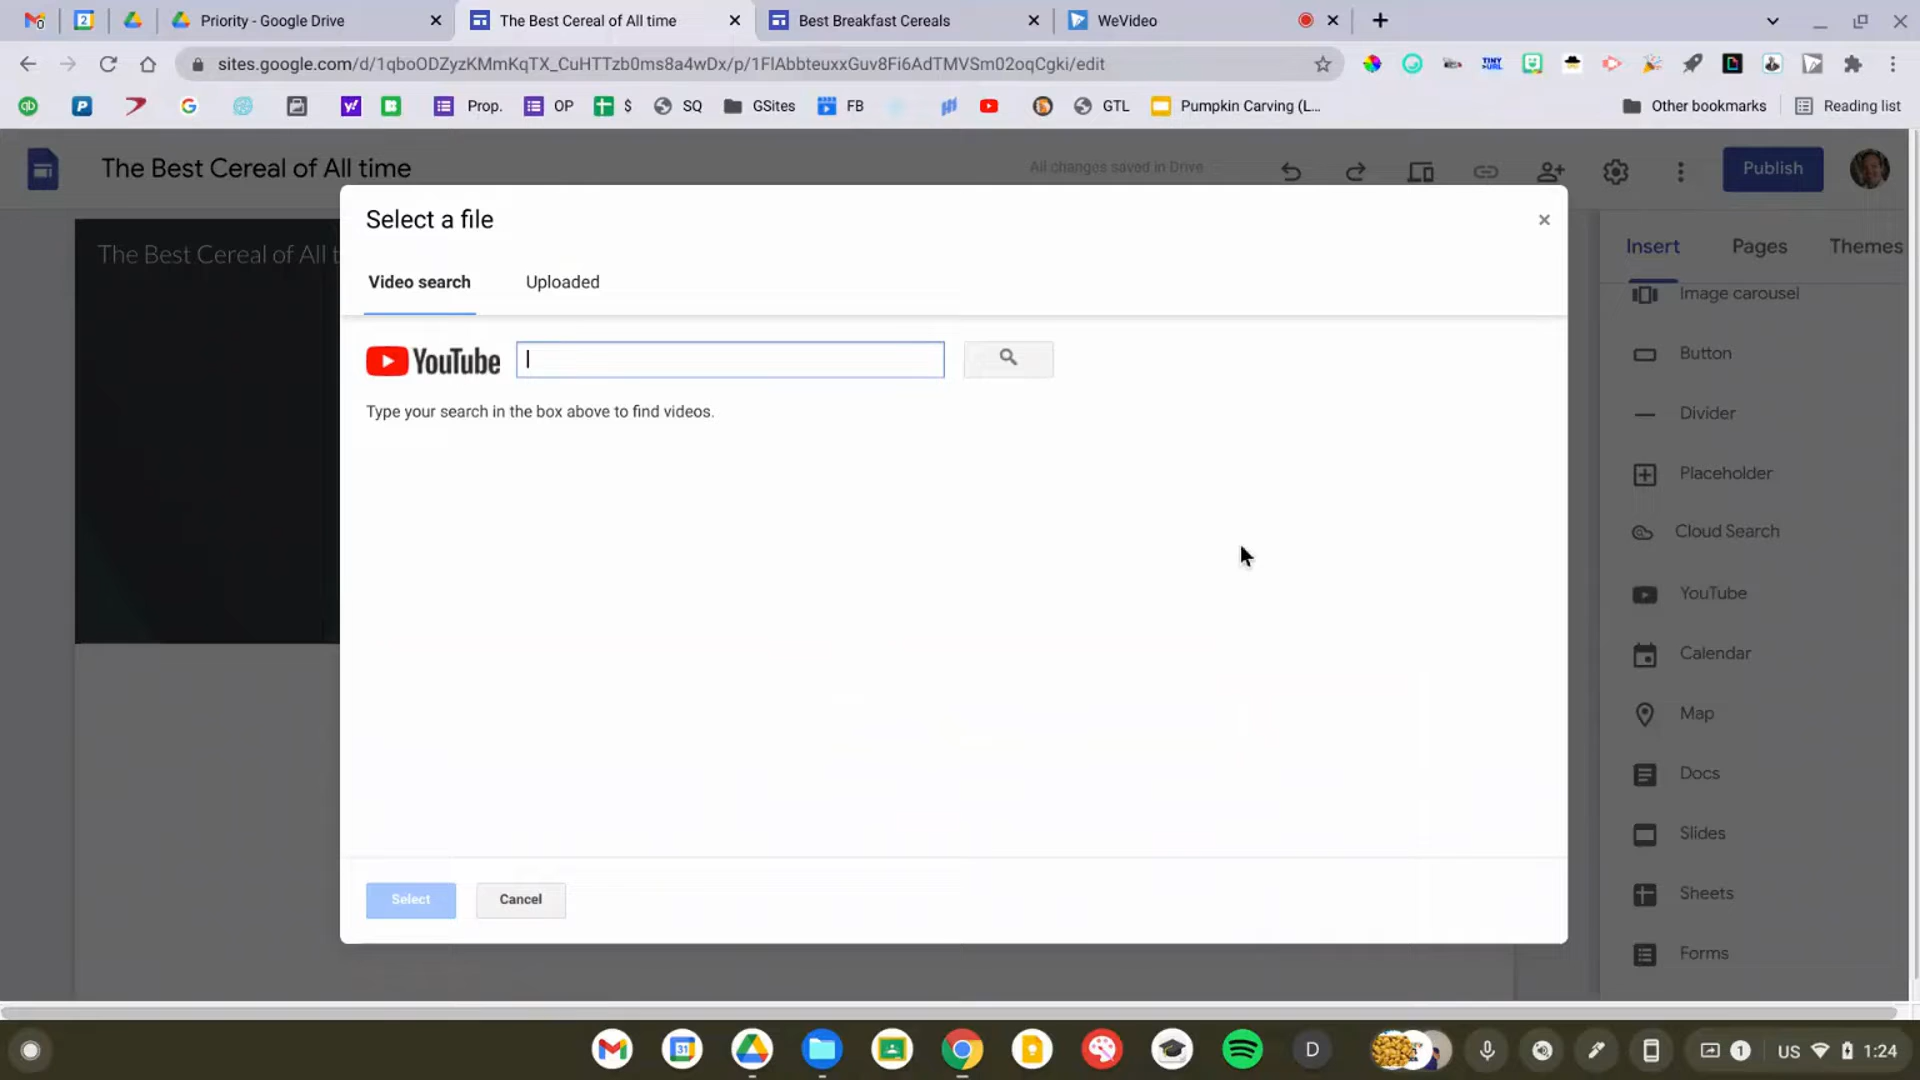 Priority - Google Drive
The Best Cereal of All time
Best Breakfast Cereals
WeVideo
sites.google.com/d/1qboODZyzKMmKqTX_CuHTTzb0ms8a4wDx/p/1FlAbbteuxxGuv8Fi6AdTMVSm02oqCgki/edit
Prop.
OP
$
SQ
GSites
FB
GTL
Pumpkin Carving (L...
Other bookmarks
Reading list
The Best Cereal of All time
All changes saved in Drive
Publish
The Best Cereal of All t
Select a file
Video search
Uploaded
YouTube
Type your search in the box above to find videos.
Select
Cancel
Insert
Pages
Themes
Image carousel
Button
Divider
Placeholder
Cloud Search
YouTube
Calendar
Map
Docs
Slides
Sheets
Forms
31
D
1
US
1:24